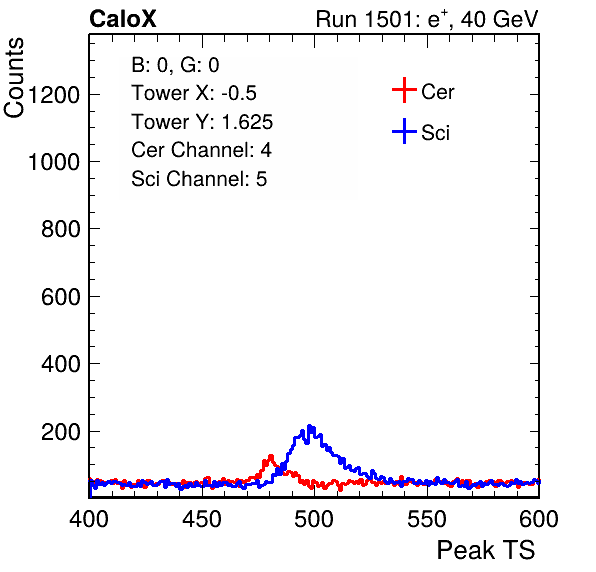 CaloX Run 1501: e+, 40 GeV
Counts
B: 0, G: 0
Tower X: -0.5
Tower Y: 1.625
Cer Channel: 4
Sci Channel: 5
Cer
Sci
1200
1000
800
600
400
200
400 450 500 550 600
Peak TS